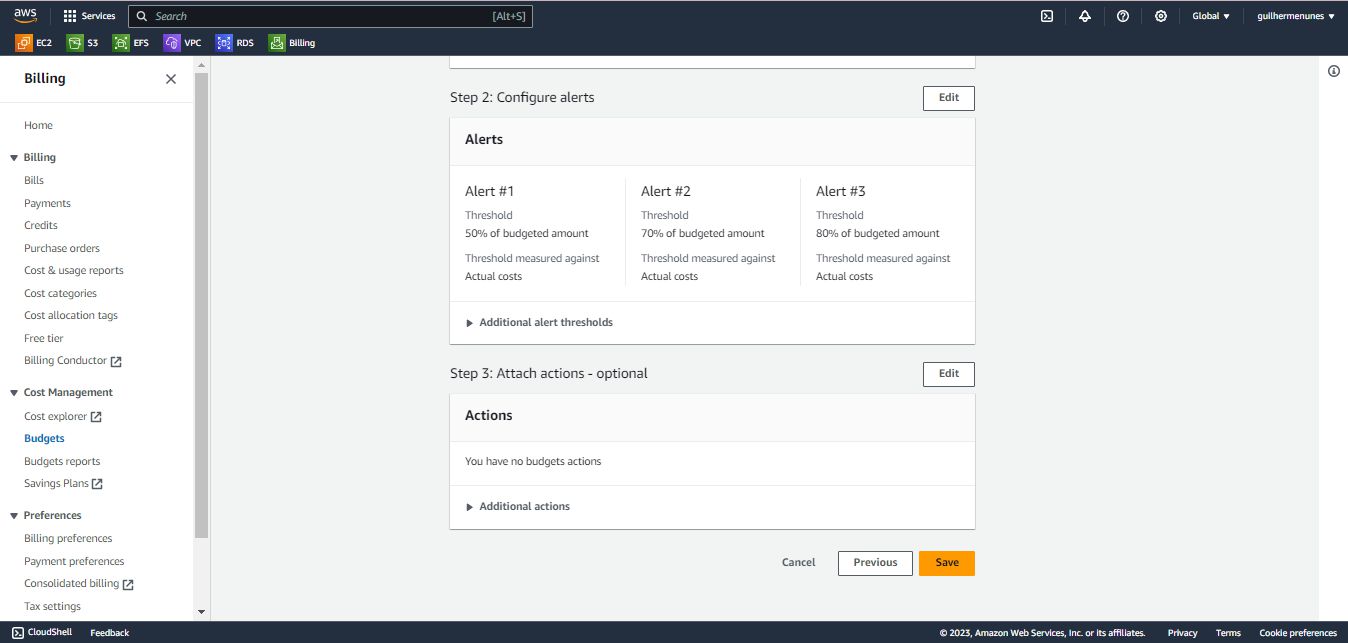 aws Services Search [Alt+S] Global guilhermenunes
EC2 S3 EFS VPC RDS Billing
Billing
Home
Billing
Bills
Payments
Credits
Purchase orders
Cost & usage reports
Cost categories
Cost allocation tags
Free tier
Billing Conductor
Cost Management
Cost explorer
Budgets
Budgets reports
Savings Plans
Preferences
Billing preferences
Payment preferences
Consolidated billing
Tax settings
Step 2: Configure alerts Edit
Alerts
Alert #1
Threshold
50% of budgeted amount
Threshold measured against
Actual costs
Alert #2
Threshold
70% of budgeted amount
Threshold measured against
Actual costs
Alert #3
Threshold
80% of budgeted amount
Threshold measured against
Actual costs
Additional alert thresholds
Step 3: Attach actions - optional Edit
Actions
You have no budgets actions
Additional actions
Cancel Previous Save
CloudShell Feedback © 2023, Amazon Web Services, Inc. or its affiliates. Privacy Terms Cookie preferences